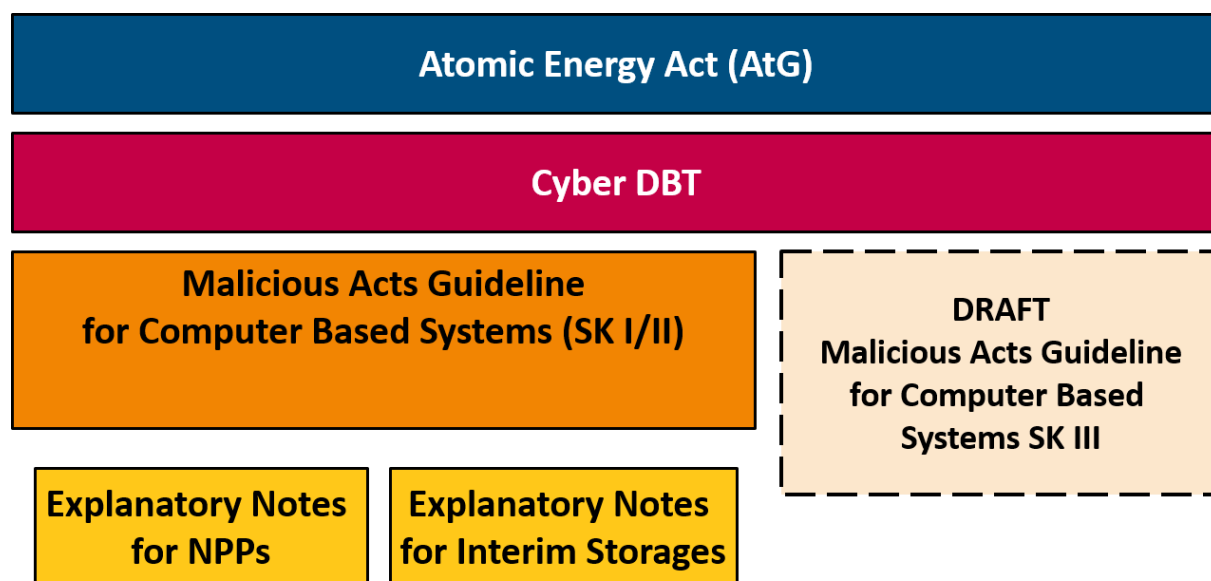 Atomic Energy Act (AtG)
Cyber DBT
Malicious Acts Guideline
for Computer Based Systems (SK I/II)
DRAFT
Malicious Acts Guideline
for Computer Based
Systems SK III
Explanatory Notes
for NPPs
Explanatory Notes
for Interim Storages